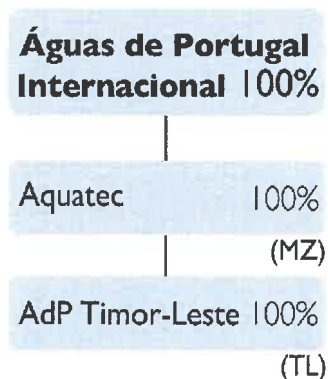 Águas de Portugal
Internacional 100%
Aquatec 100%
(MZ)
AdP Timor-Leste 100%
(TL)